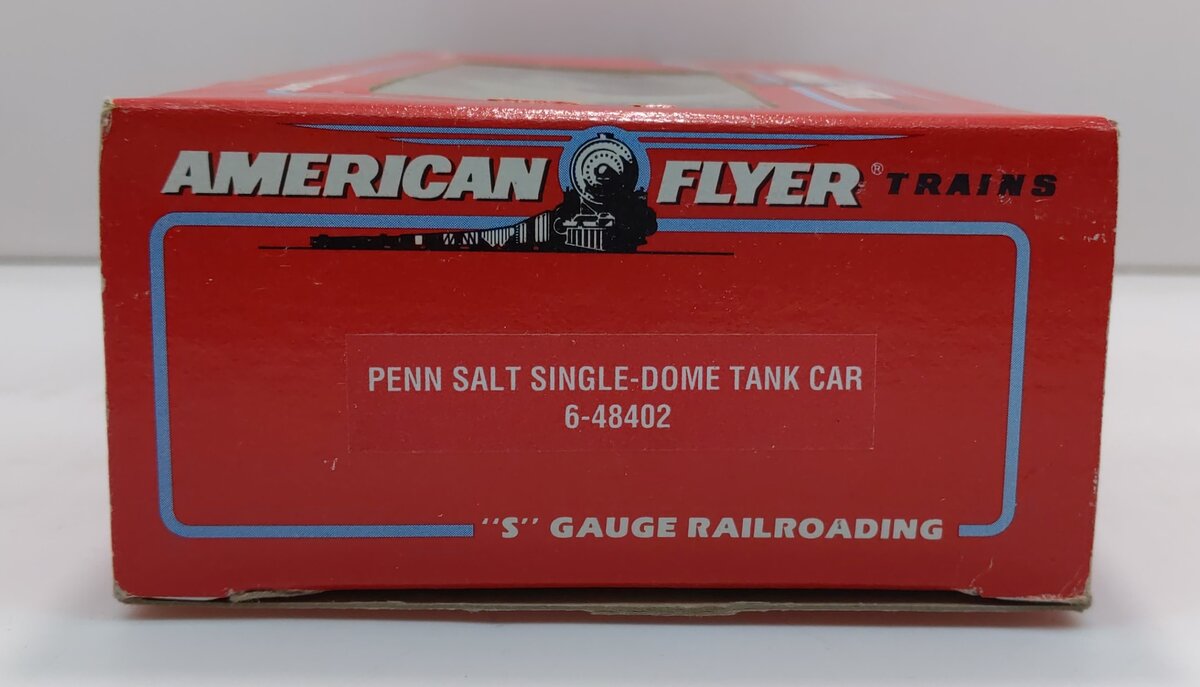 AMERICAN FLYER® TRAINS
PENN SALT SINGLE-DOME TANK CAR
6-48402
"S" GAUGE RAILROADING